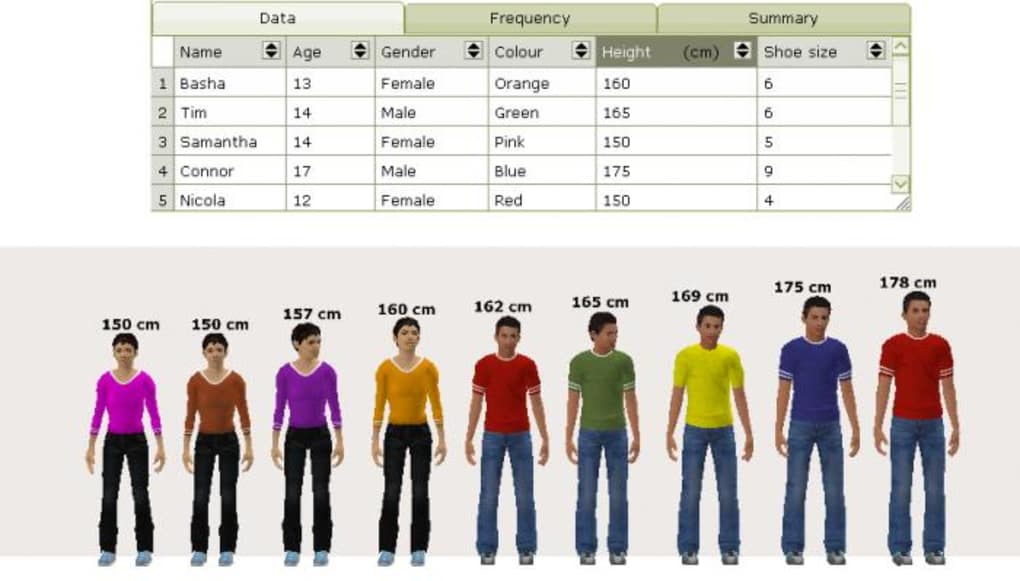 Data Frequency Summary
Name Age Gender Colour Height (cm) Shoe size
1 Basha 13 Female Orange 160 6
2 Tim 14 Male Green 165 6
3 Samantha 14 Female Pink 150 5
4 Connor 17 Male Blue 175 9
5 Nicola 12 Female Red 150 4
150 cm 150 cm 157 cm 160 cm 162 cm 165 cm 169 cm 175 cm 178 cm